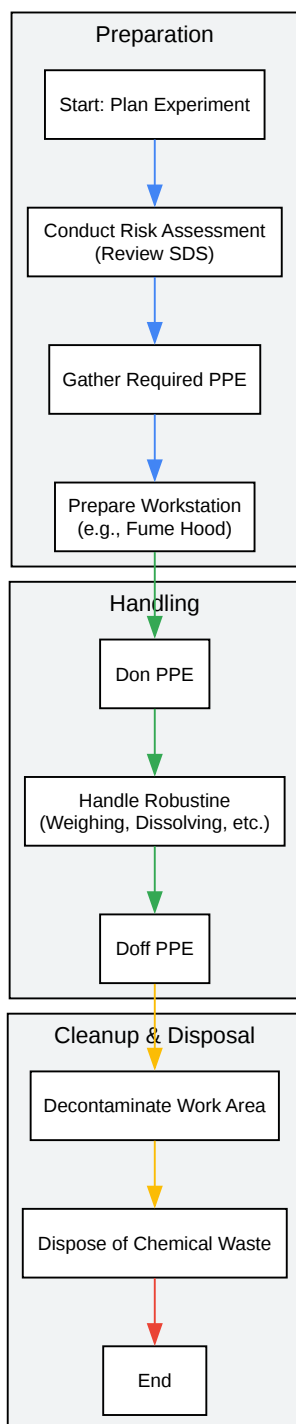 Preparation
Start: Plan Experiment
Conduct Risk Assessment
(Review SDS)
Gather Required PPE
Prepare Workstation
(e.g., Fume Hood)
Handling
Don PPE
Handle Robustine
(Weighing, Dissolving, etc.)
Doff PPE
Cleanup & Disposal
Decontaminate Work Area
Dispose of Chemical Waste
End